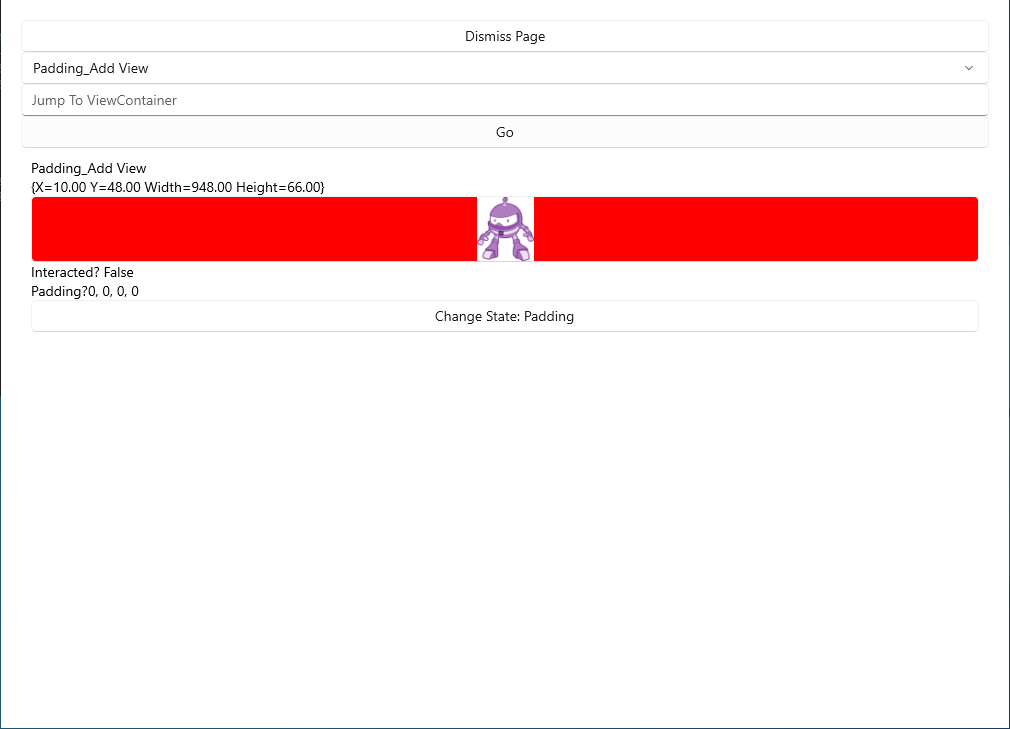 Dismiss Page
Padding_Add View
Jump To ViewContainer
Go
Padding_Add View
{X=10.00 Y=48.00 Width=948.00 Height=66.00}
Interacted? False
Padding?0, 0, 0, 0
Change State: Padding